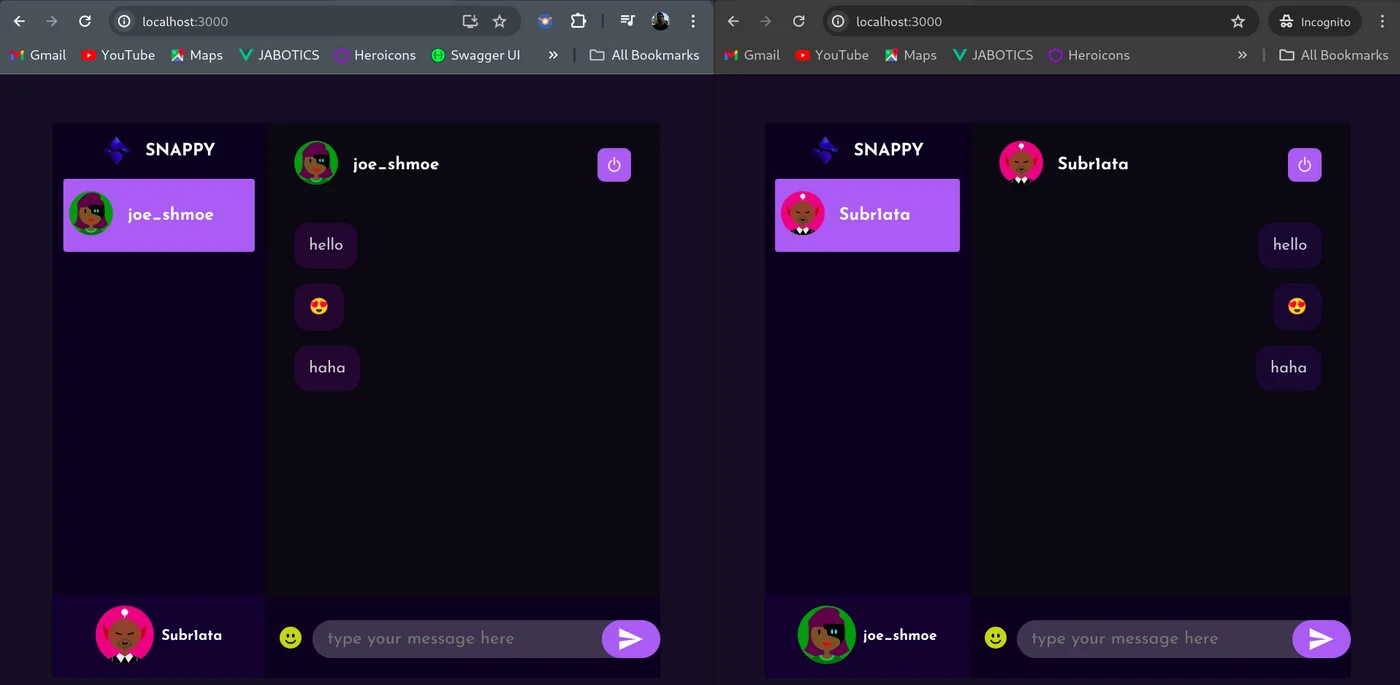 localhost:3000
Gmail YouTube Maps JABOTICS Heroicons Swagger UI » All Bookmarks
SNAPPY
joe_shmoe
joe_shmoe
hello
😍
haha
Subr1ata
type your message here
localhost:3000 Incognito
Gmail YouTube Maps JABOTICS Heroicons » All Bookmarks
SNAPPY
Subr1ata
Subr1ata
hello
😍
haha
joe_shmoe
type your message here